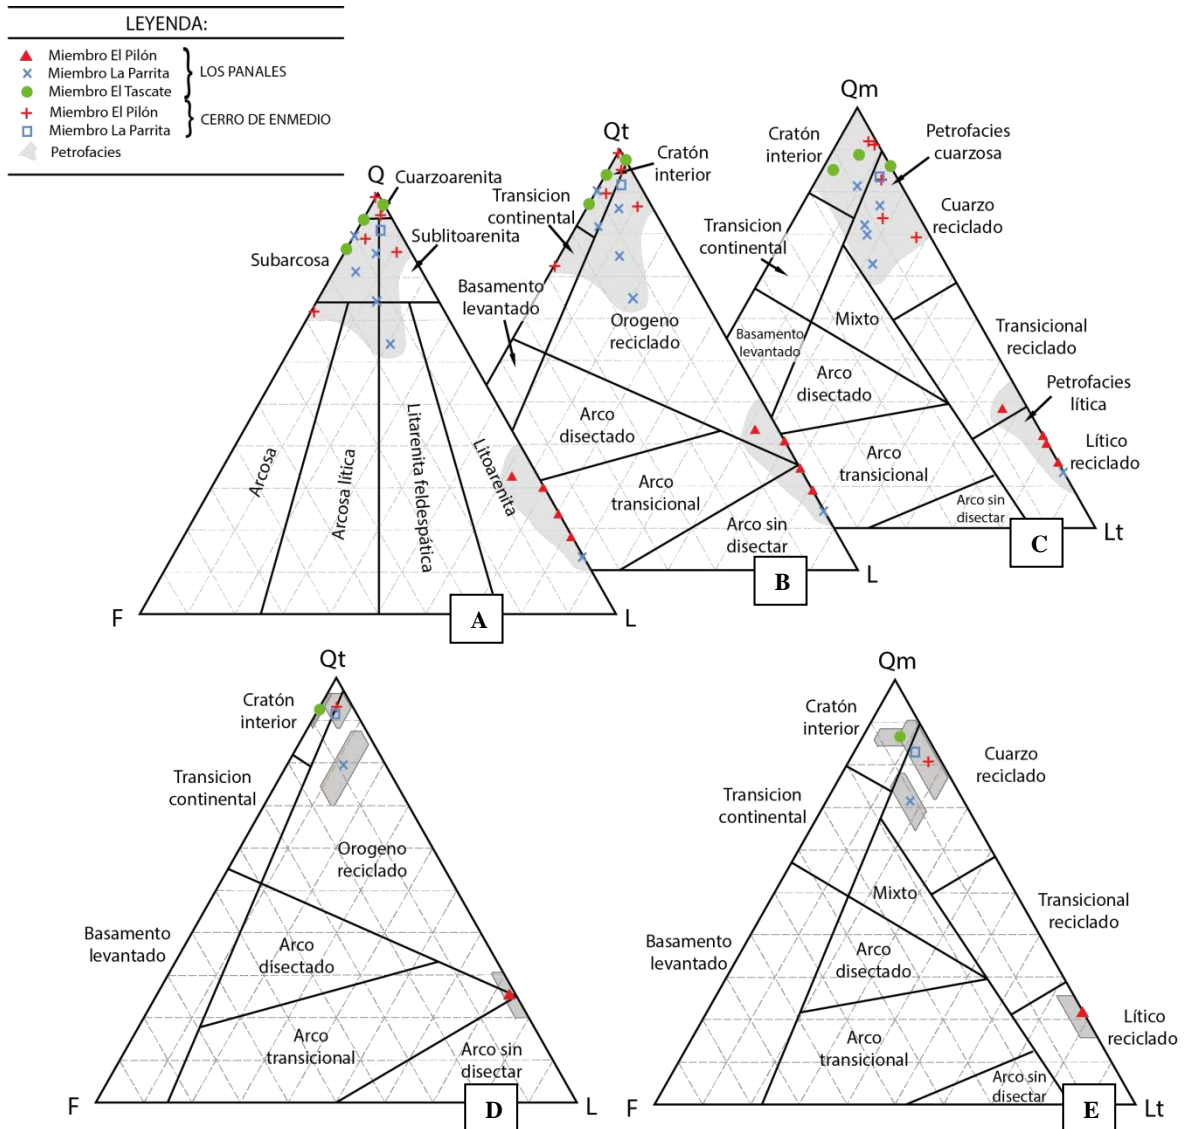 LEYENDA:
Miembro El Pilón
Miembro La Parrita
Miembro El Tascate
LOS PANALES
Miembro El Pilón
Miembro La Parrita
CERRO DE ENMEDIO
Petrofacies
Q
Cuarzoarenita
Sublitoarenita
Subarcosa
Arcosa
Arcosa lítica
Litarenita feldespática
Litoarenita
F
L
A
Qt
Cratón
interior
Transicion
continental
Basamento
levantado
Orogeno
reciclado
Arco
disectado
Arco
transicional
Arco sin
disectar
L
B
Qm
Cratón
interior
Petrofacies
cuarzosa
Cuarzo
reciclado
Transicion
continental
Mixto
Basamento
levantado
Arco
disectado
Transicional
reciclado
Petrofacies
lítica
Lítico
reciclado
Arco
transicional
Arco sin
disectar
Lt
C
Qt
Cratón
interior
Transicion
continental
Orogeno
reciclado
Basamento
levantado
Arco
disectado
Arco
transicional
Arco sin
disectar
F
L
D
Qm
Cratón
interior
Cuarzo
reciclado
Transicion
continental
Mixto
Transicional
reciclado
Basamento
levantado
Arco
disectado
Lítico
reciclado
Arco
transicional
Arco sin
disectar
F
Lt
E